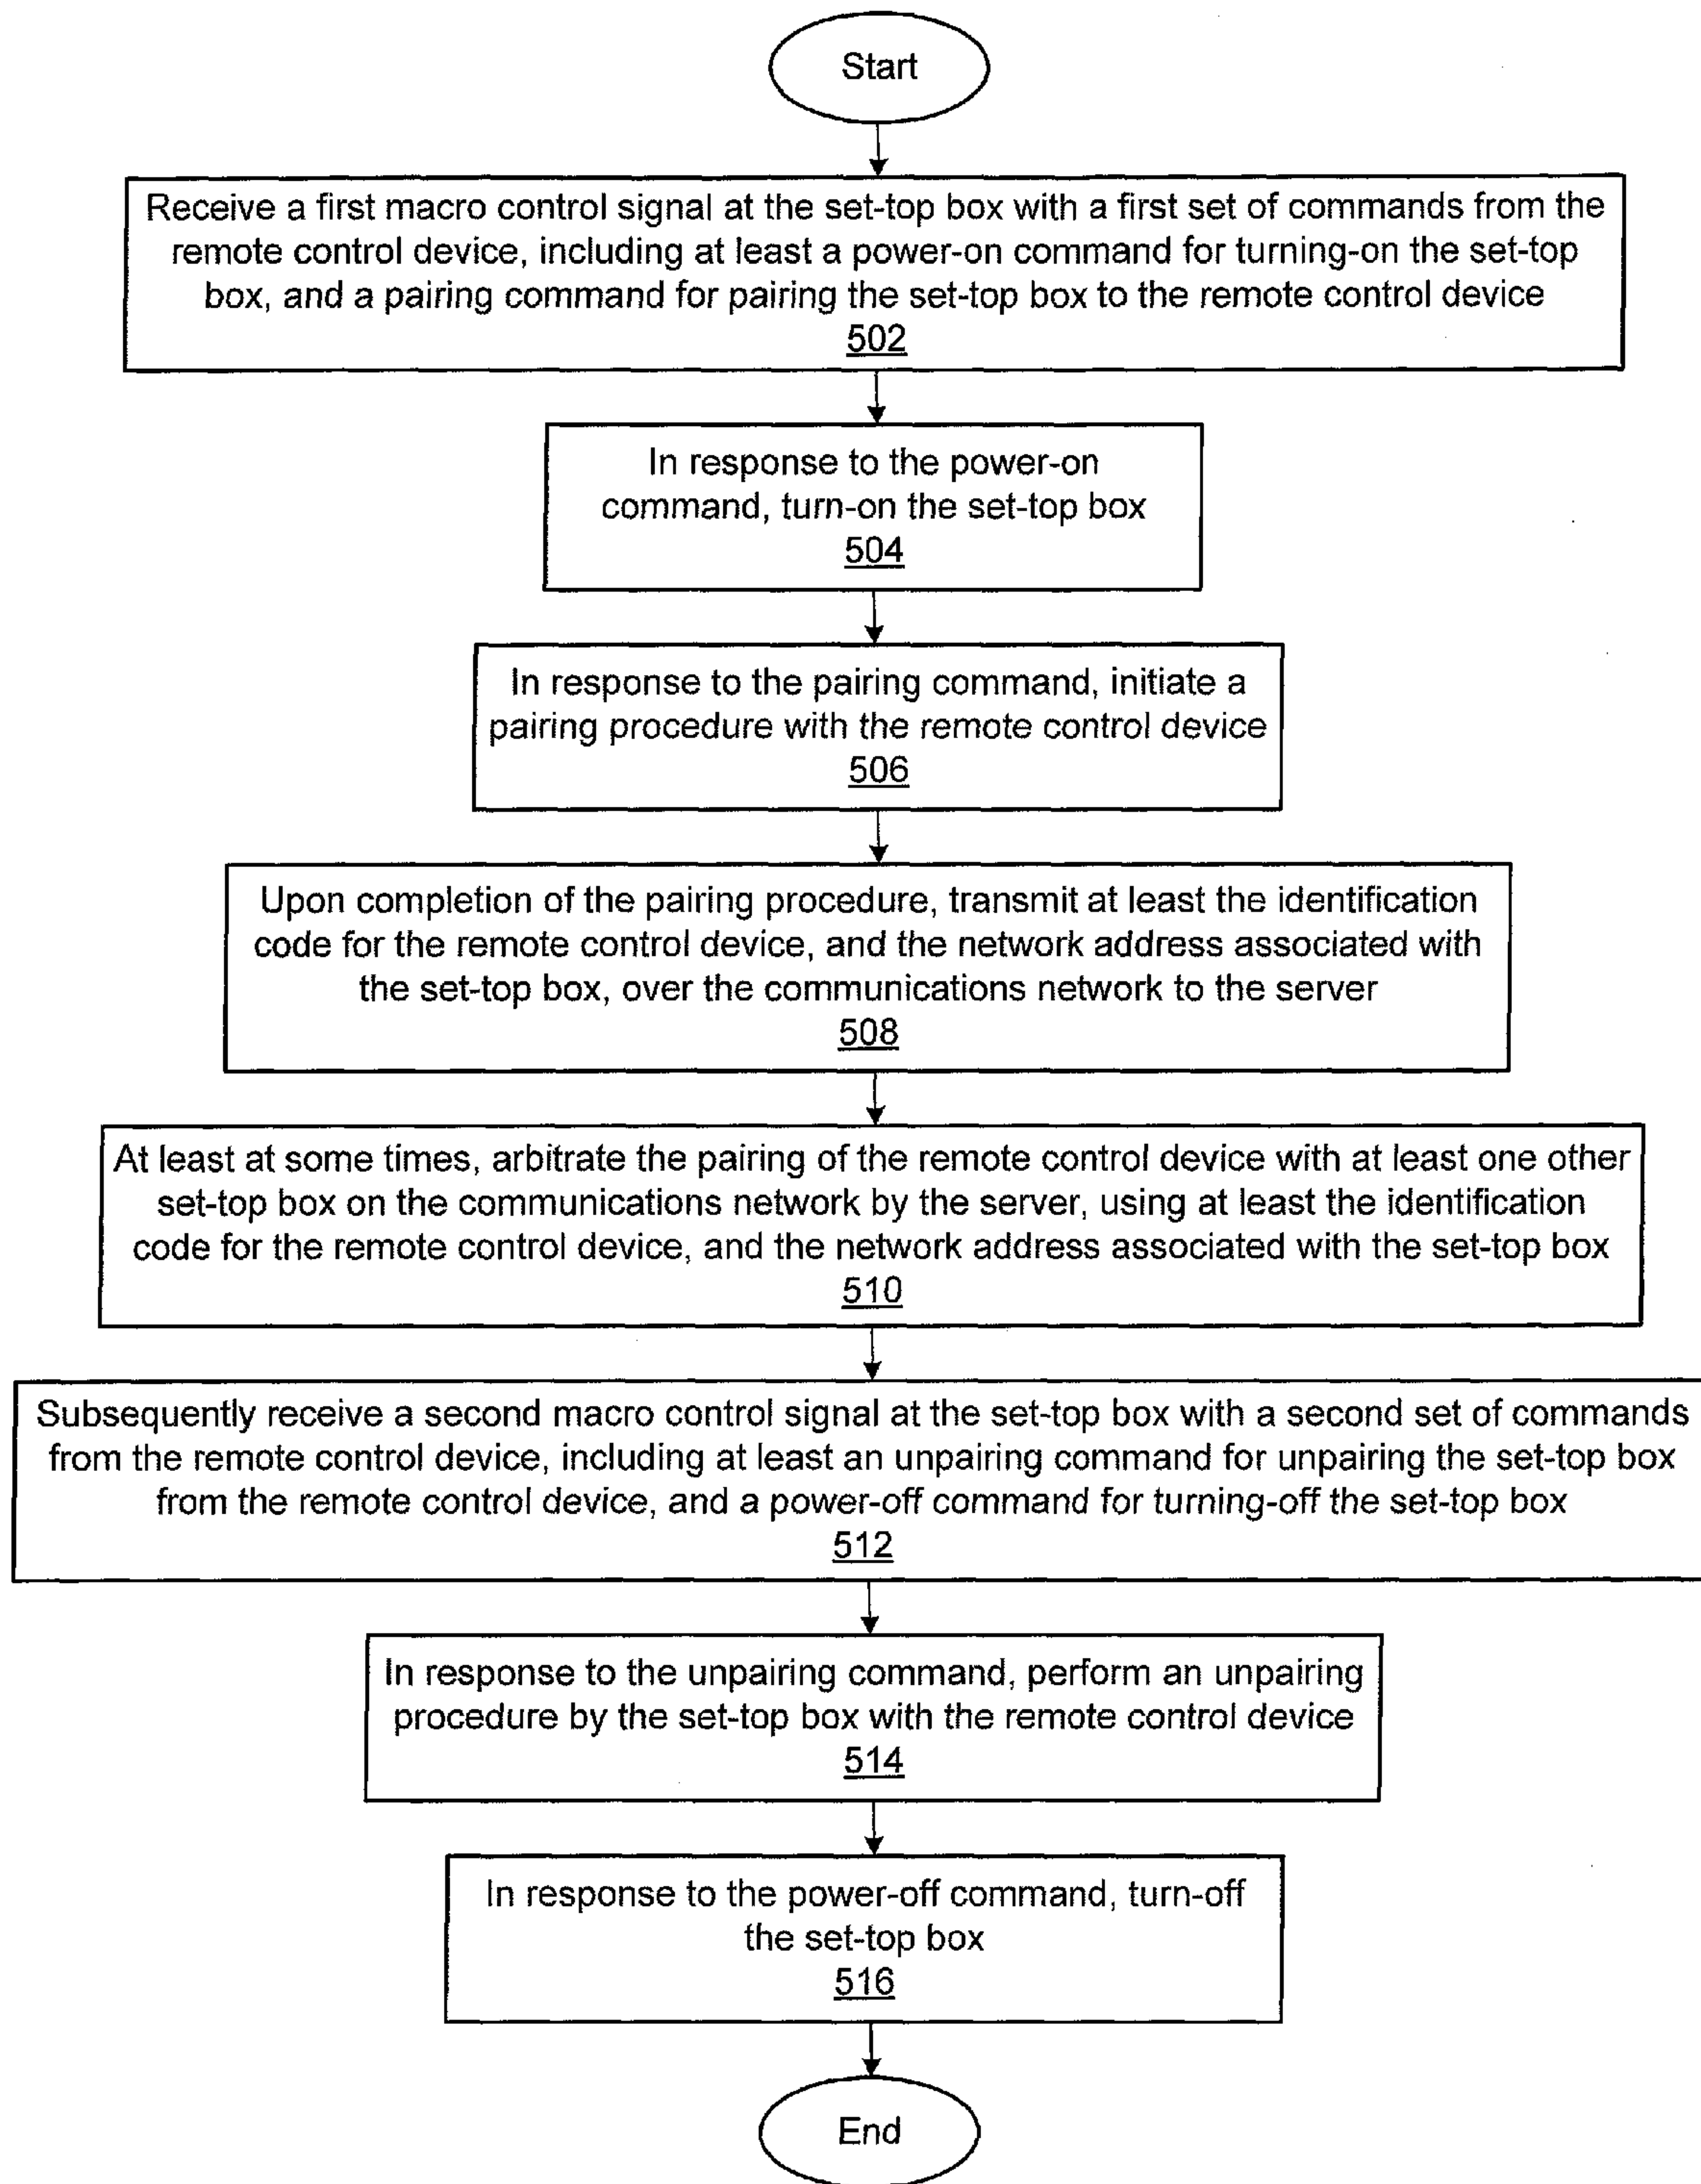 Start
Receive a first macro control signal at the set-top box with a first set of commands from the
remote control device, including at least a power-on command for turning-on the set-top
box, and a pairing command for pairing the set-top box to the remote control device
502
In response to the power-on
command, turn-on the set-top box
504
In response to the pairing command, initiate a
pairing procedure with the remote control device
506
Upon completion of the pairing procedure, transmit at least the identification
code for the remote control device, and the network address associated with
the set-top box, over the communications network to the server
508
At least at some times, arbitrate the pairing of the remote control device with at least one other
set-top box on the communications network by the server, using at least the identification
code for the remote control device, and the network address associated with the set-top box
510
Subsequently receive a second macro control signal at the set-top box with a second set of commands
from the remote control device, including at least an unpairing command for unpairing the set-top box
from the remote control device, and a power-off command for turning-off the set-top box
512
In response to the unpairing command, perform an unpairing
procedure by the set-top box with the remote control device
514
In response to the power-off command, turn-off
the set-top box
516
End